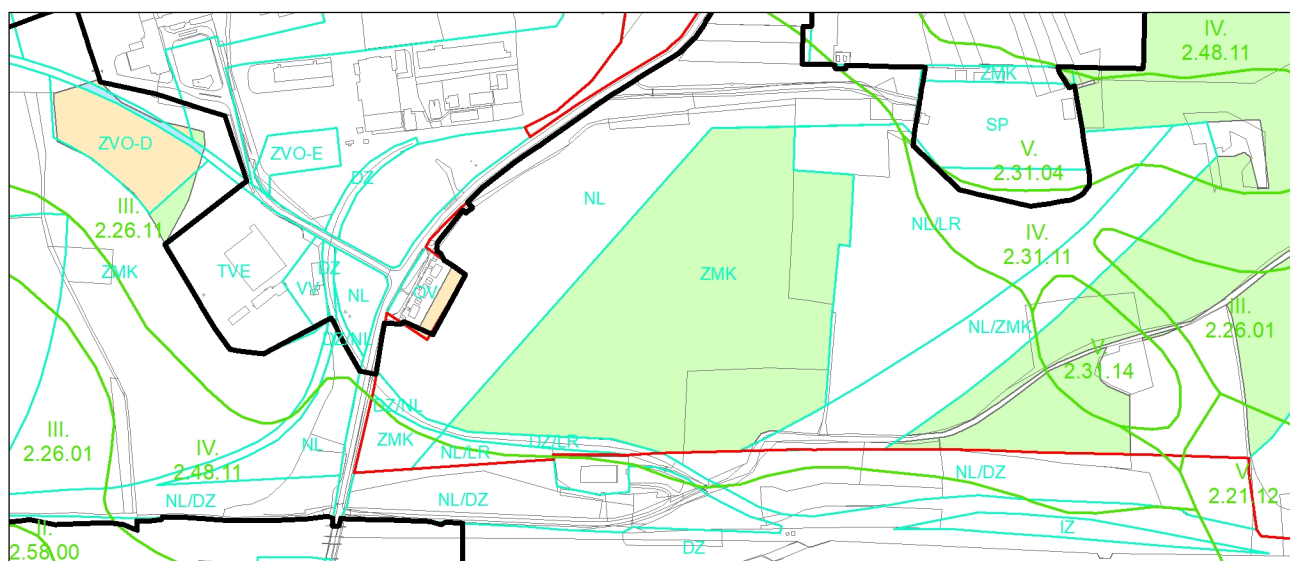 IV.
2.48.11
ZMK
SP
ZVO-D
ZVO-E
V.
2.31.04
DZ
NL
III.
2.26.11
NL/LR
IV.
2.31.11
ZMK
TVE
DZ
ZMK
VV
NL
OV
III.
2.26.01
NL/ZMK
DZ/NL
V.
2.31.14
DZ/NL
III.
2.26.01
ZMK
DZ/LR
NL
NL/LR
IV.
2.48.11
NL/DZ
V.
2.21.12
NL/DZ
NL/DZ
II.
2.58.00
IZ
DZ